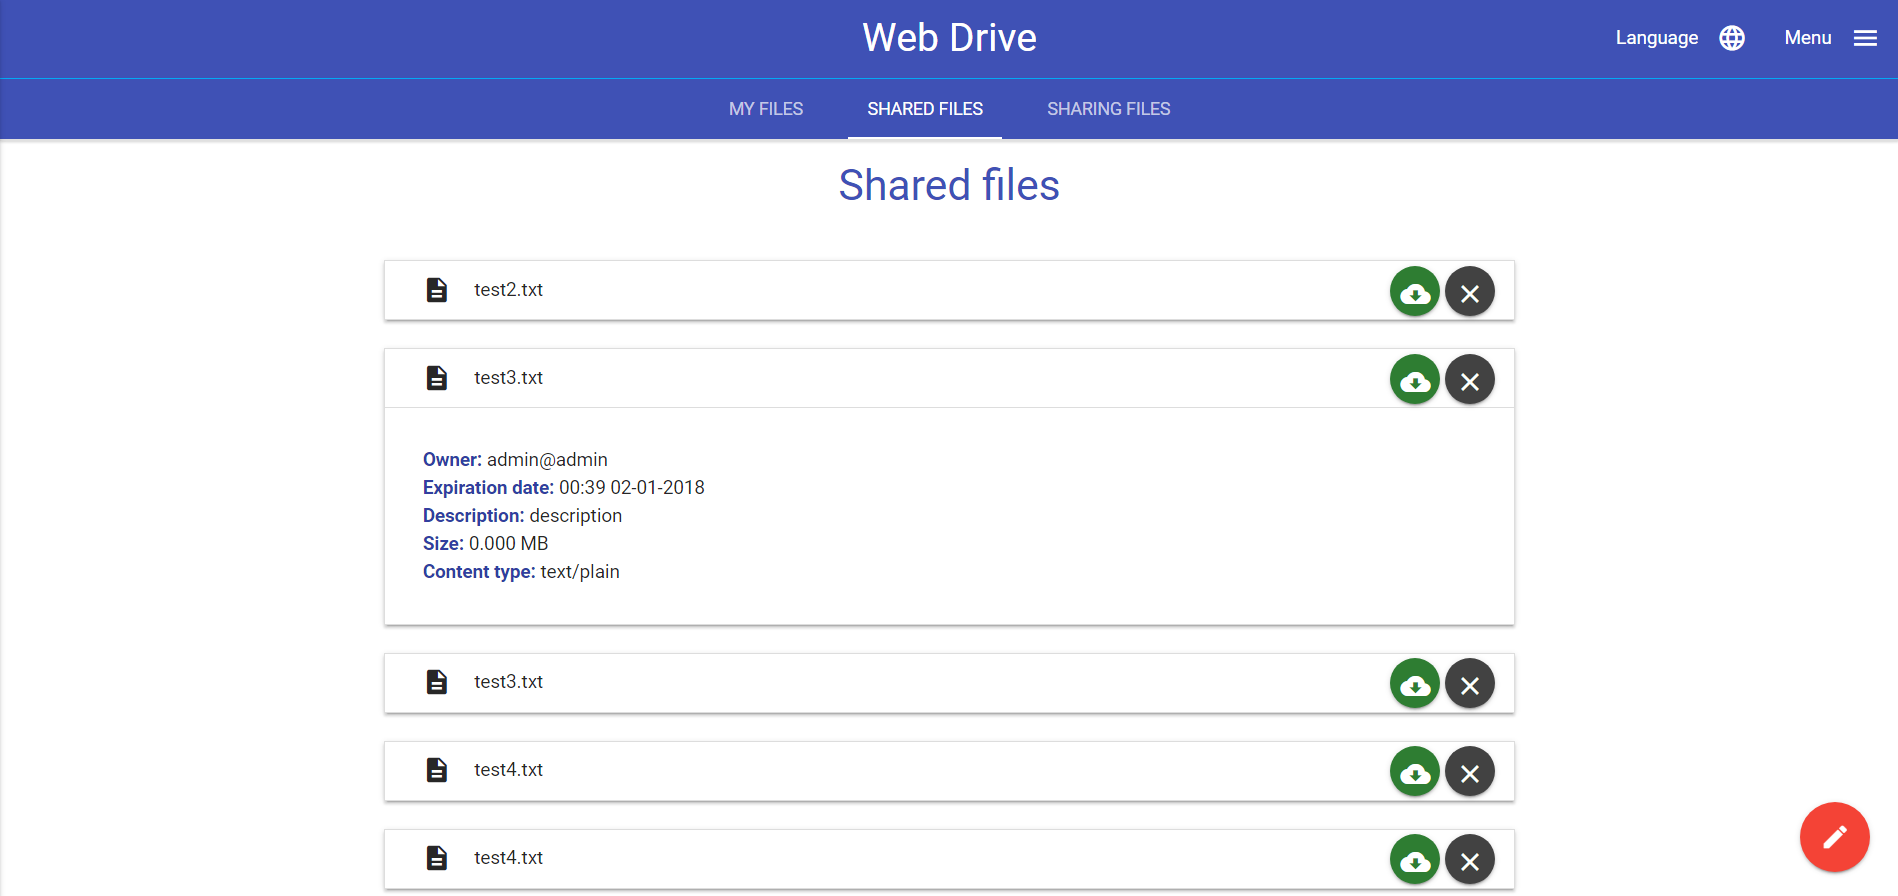 Web Drive
Language
Menu
MY FILES
SHARED FILES
SHARING FILES
Shared files
test2.txt
test3.txt
Owner: admin@admin
Expiration date: 00:39 02-01-2018
Description: description
Size: 0.000 MB
Content type: text/plain
test3.txt
test4.txt
test4.txt